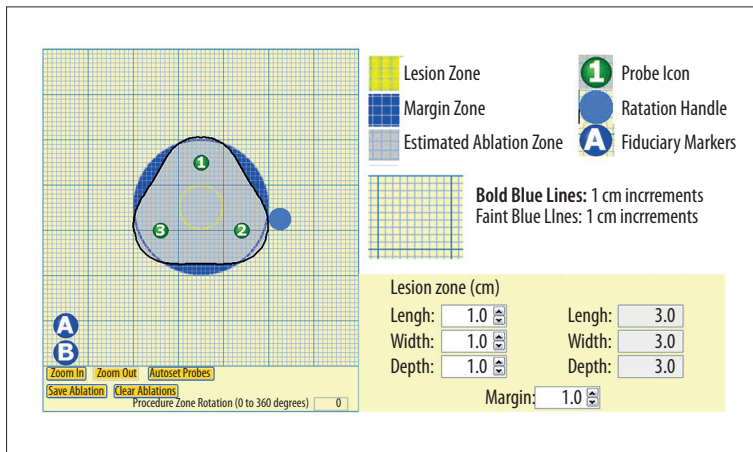 1
3
2
A
B
Zoom In Zoom Out Autoset Probes
Save Ablation Clear Ablations
Procedure Zone Rotation (0 to 360 degrees) 0
Lesion Zone
Margin Zone
Estimated Ablation Zone
1 Probe Icon
Ratation Handle
A Fiduciary Markers
Bold Blue Lines: 1 cm incrrements
Faint Blue LInes: 1 cm incrrements
Lesion zone (cm)
Lengh: 1.0 Lengh: 3.0
Width: 1.0 Width: 3.0
Depth: 1.0 Depth: 3.0
Margin: 1.0